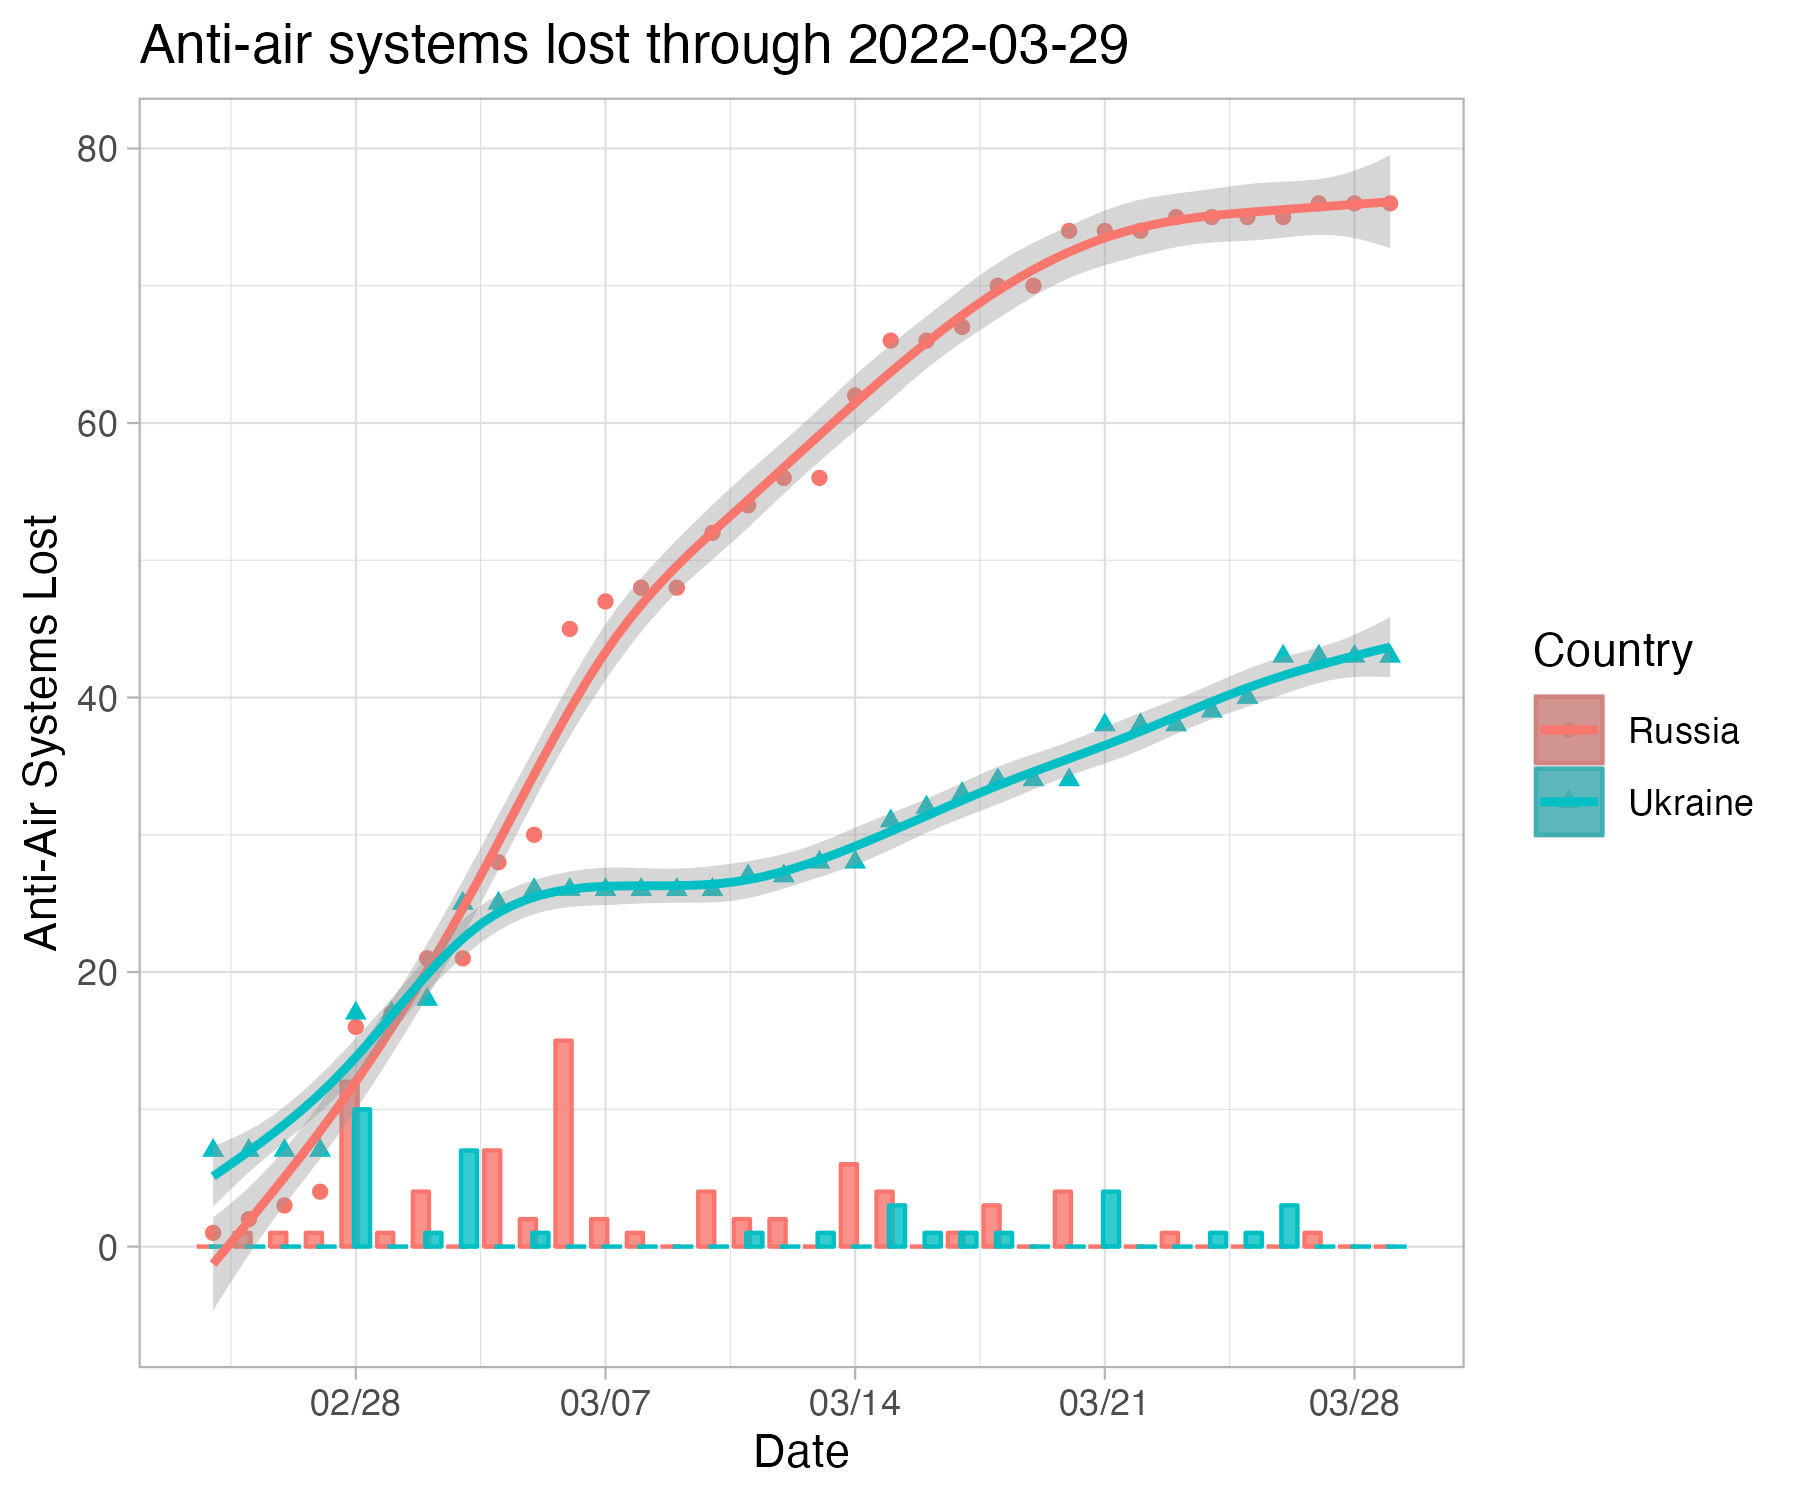 Anti-air systems lost through 2022-03-29
80
60
40
20
0
Anti-Air Systems Lost
02/28
03/07
03/14
03/21
03/28
Date
Country
Russia
Ukraine